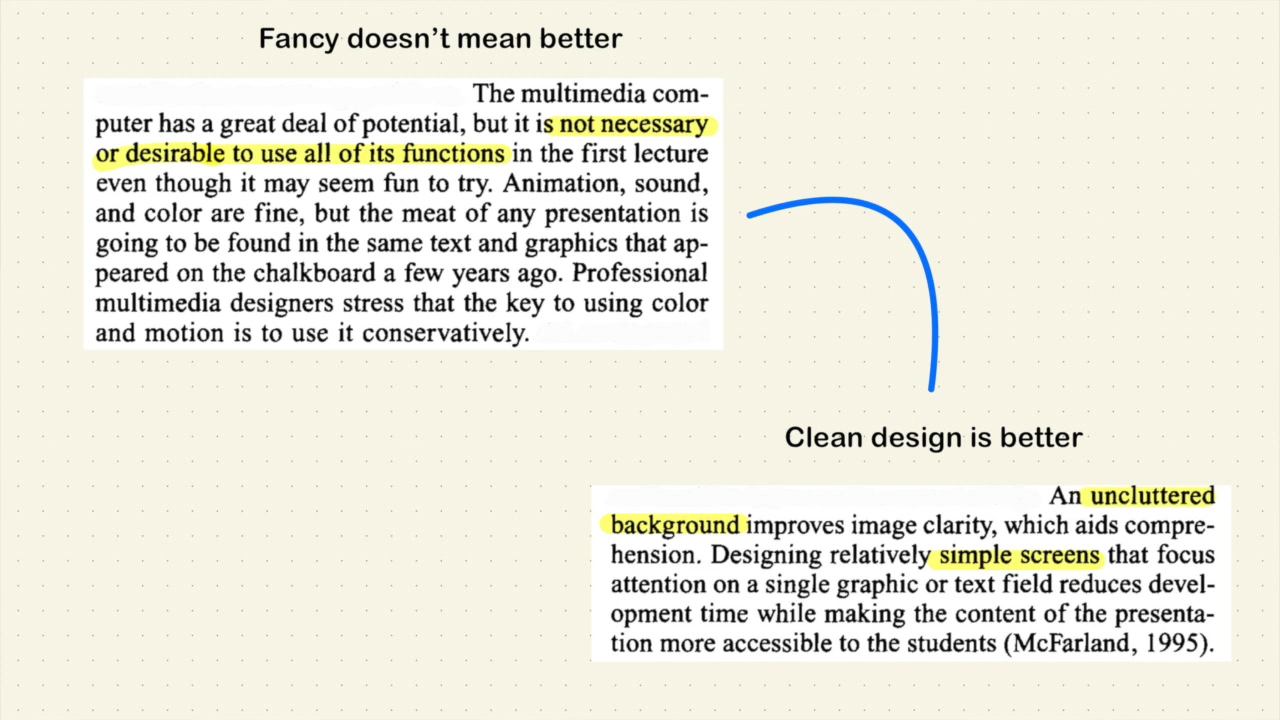 Fancy doesn’t mean better
The multimedia com-
puter has a great deal of potential, but it is not necessary
or desirable to use all of its functions in the first lecture
even though it may seem fun to try. Animation, sound,
and color are fine, but the meat of any presentation is
going to be found in the same text and graphics that ap-
peared on the chalkboard a few years ago. Professional
multimedia designers stress that the key to using color
and motion is to use it conservatively.
Clean design is better
An uncluttered
background improves image clarity, which aids compre-
hension. Designing relatively simple screens that focus
attention on a single graphic or text field reduces devel-
opment time while making the content of the presenta-
tion more accessible to the students (McFarland, 1995).